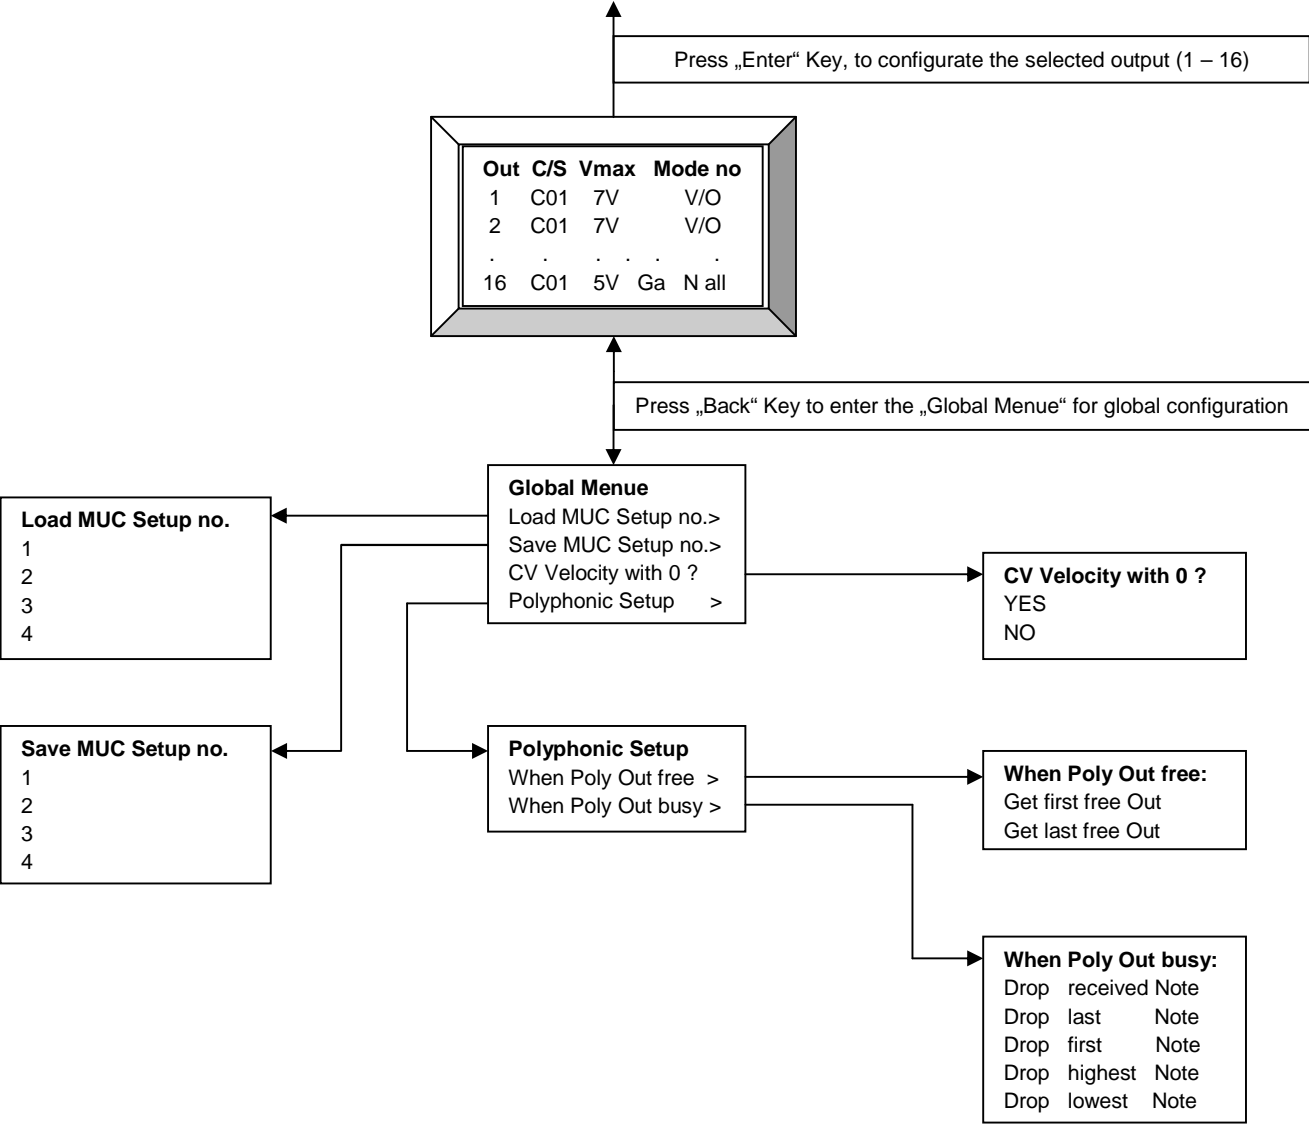 Press „Enter“ Key, to configurate the selected output (1 – 16)
Out C/S Vmax Mode no
1 C01 7V V/O
2 C01 7V V/O
. . . . . .
16 C01 5V Ga N all
Press „Back“ Key to enter the „Global Menue“ for global configuration
Global Menue
Load MUC Setup no.>
Save MUC Setup no.>
CV Velocity with 0 ?
Polyphonic Setup >
Load MUC Setup no.
1
2
3
4
CV Velocity with 0 ?
YES
NO
Save MUC Setup no.
1
2
3
4
Polyphonic Setup
When Poly Out free >
When Poly Out busy >
When Poly Out free:
Get first free Out
Get last free Out
When Poly Out busy:
Drop received Note
Drop last Note
Drop first Note
Drop highest Note
Drop lowest Note